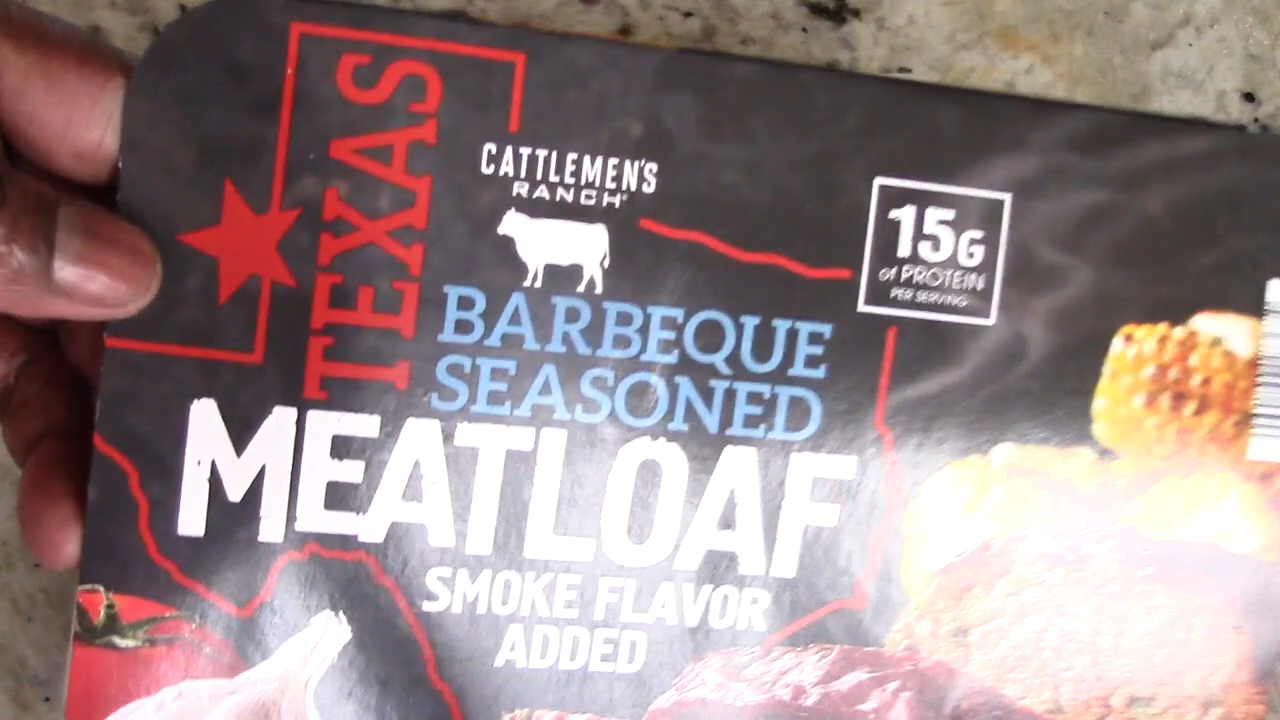 TEXAS
CATTLEMEN'S
RANCH
15G
of PROTEIN
PER SERVING
BARBEQUE
SEASONED
MEATLOAF
SMOKE FLAVOR
ADDED